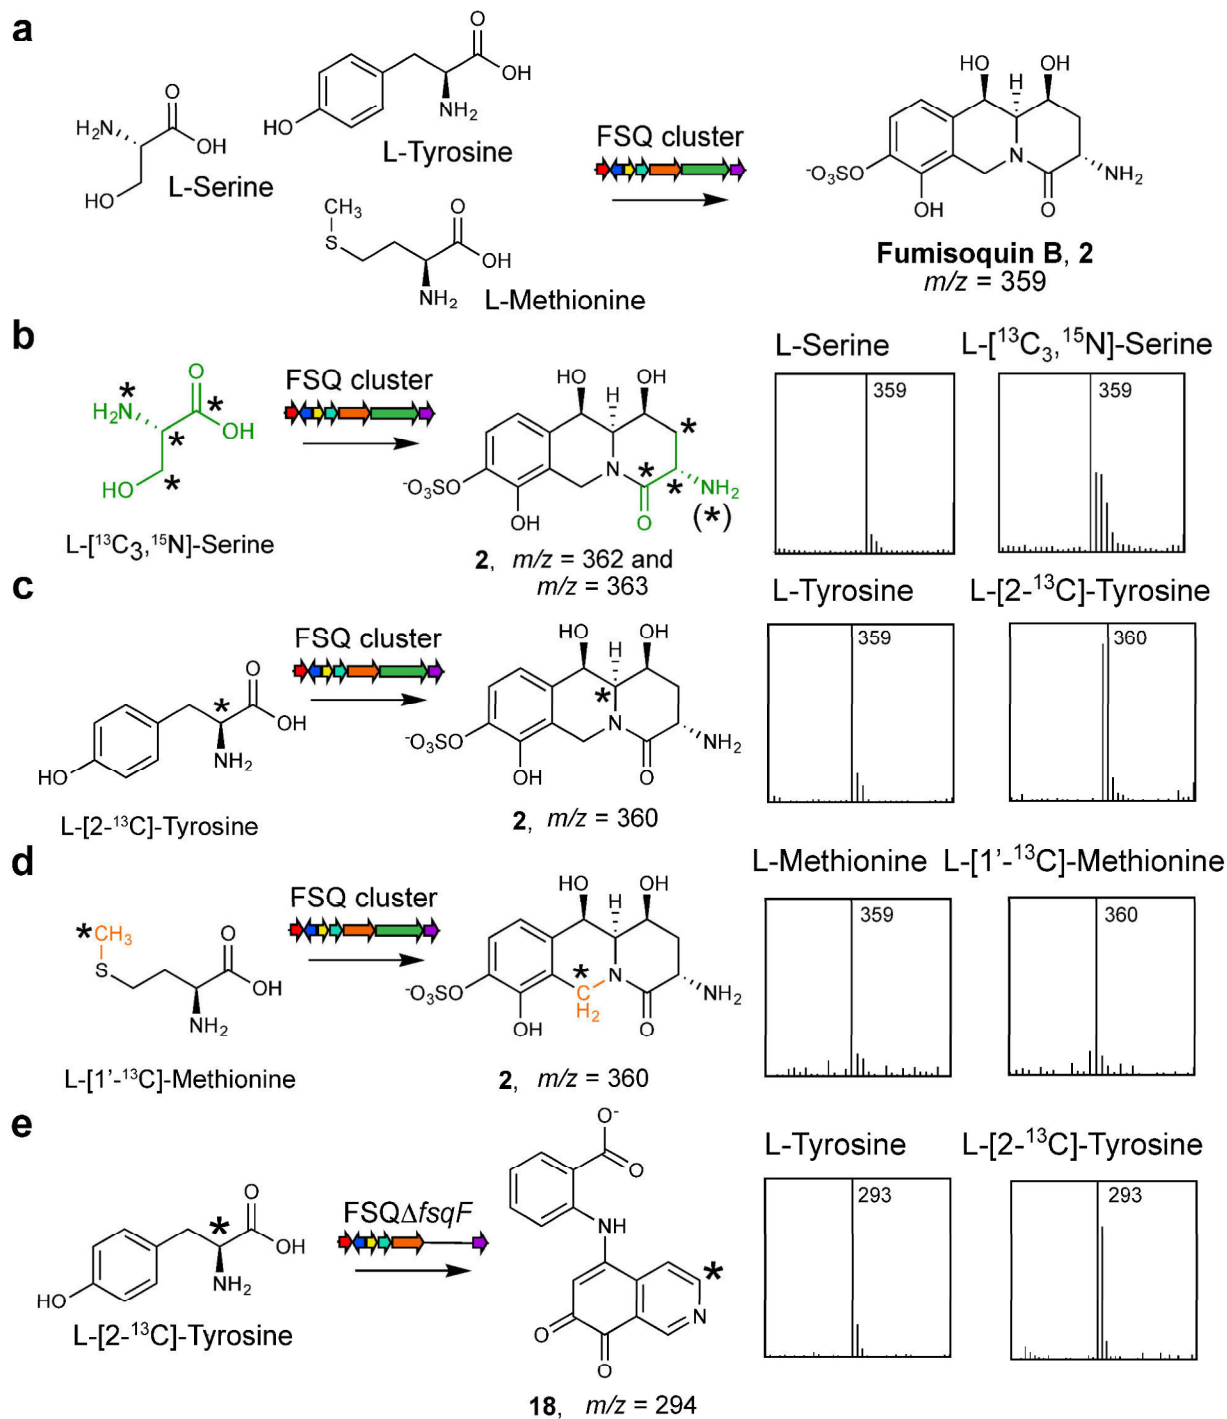 a
O
OH
NH₂
HO
L-Tyrosine
O
H₂N
OH
HO
L-Serine
CH₃
S
O
OH
NH₂
L-Methionine
FSQ cluster
HO
H
OH
N
⁻O₃SO
OH
O
NH₂
Fumisoquin B, 2
m/z = 359
b
*
H₂N
O
*
OH
*
HO
*
L-[¹³C₃,¹⁵N]-Serine
FSQ cluster
HO
H
OH
*
N
*
*
NH₂
(*)
⁻O₃SO
OH
O
2, m/z = 362 and
m/z = 363
L-Serine
359
L-[¹³C₃,¹⁵N]-Serine
359
c
O
*
OH
NH₂
HO
L-[2-¹³C]-Tyrosine
FSQ cluster
HO
H
OH
*
N
⁻O₃SO
OH
O
NH₂
2, m/z = 360
L-Tyrosine
359
L-[2-¹³C]-Tyrosine
360
d
*CH₃
S
O
OH
NH₂
L-[1'-¹³C]-Methionine
FSQ cluster
HO
H
OH
*
N
C
H₂
⁻O₃SO
OH
O
NH₂
2, m/z = 360
L-Methionine
359
L-[1'-¹³C]-Methionine
360
e
O
*
OH
NH₂
HO
L-[2-¹³C]-Tyrosine
FSQΔfsqF
O⁻
O
NH
*
N
O
O
18, m/z = 294
L-Tyrosine
293
L-[2-¹³C]-Tyrosine
293